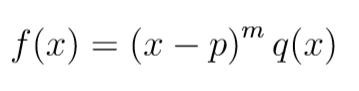 f(x) = (x − p)^m q(x)